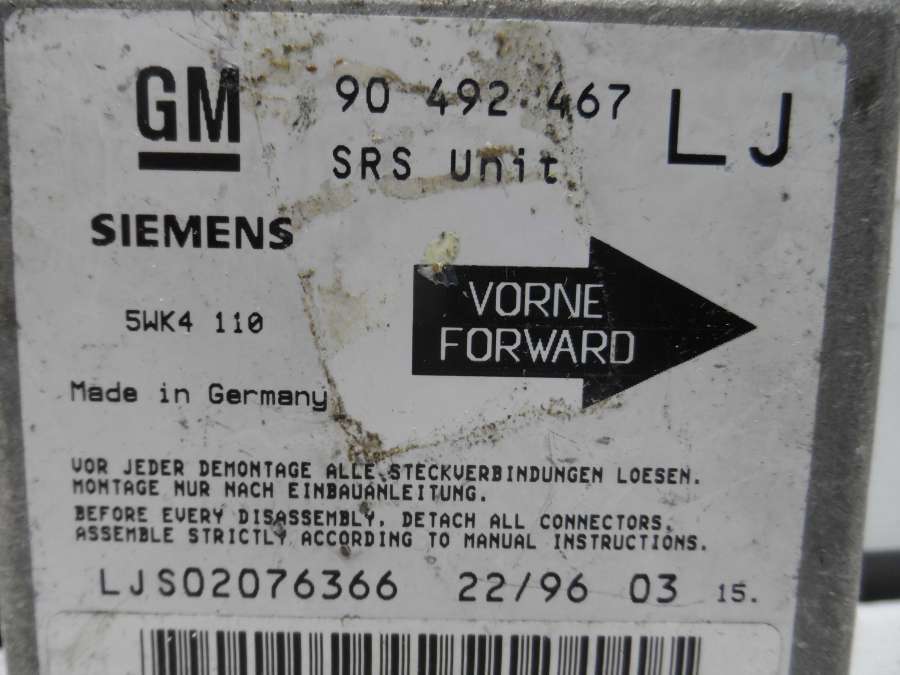 GM
90 492 467
LJ
SRS Unit
SIEMENS
VORNE
FORWARD
5WK4 110
Made in Germany
VOR JEDER DEMONTAGE ALLE STECKVERBINDUNGEN LOESEN.
MONTAGE NUR NACH EINBAUANLEITUNG.
BEFORE EVERY DISASSEMBLY, DETACH ALL CONNECTORS.
ASSEMBLE STRICTLY ACCORDING TO MANUAL INSTRUCTIONS.
LJS02076366 22/96 03 15.